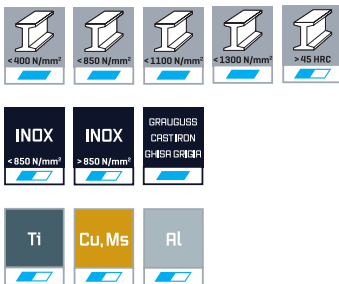 <400 N/mm² <850 N/mm² <1100 N/mm² <1300 N/mm² >45 HRC
INOX INOX GRAUGUSS
CAST IRON
<850 N/mm² >850 N/mm² GHISA GRIGIA
Ti Cu, Ms Al